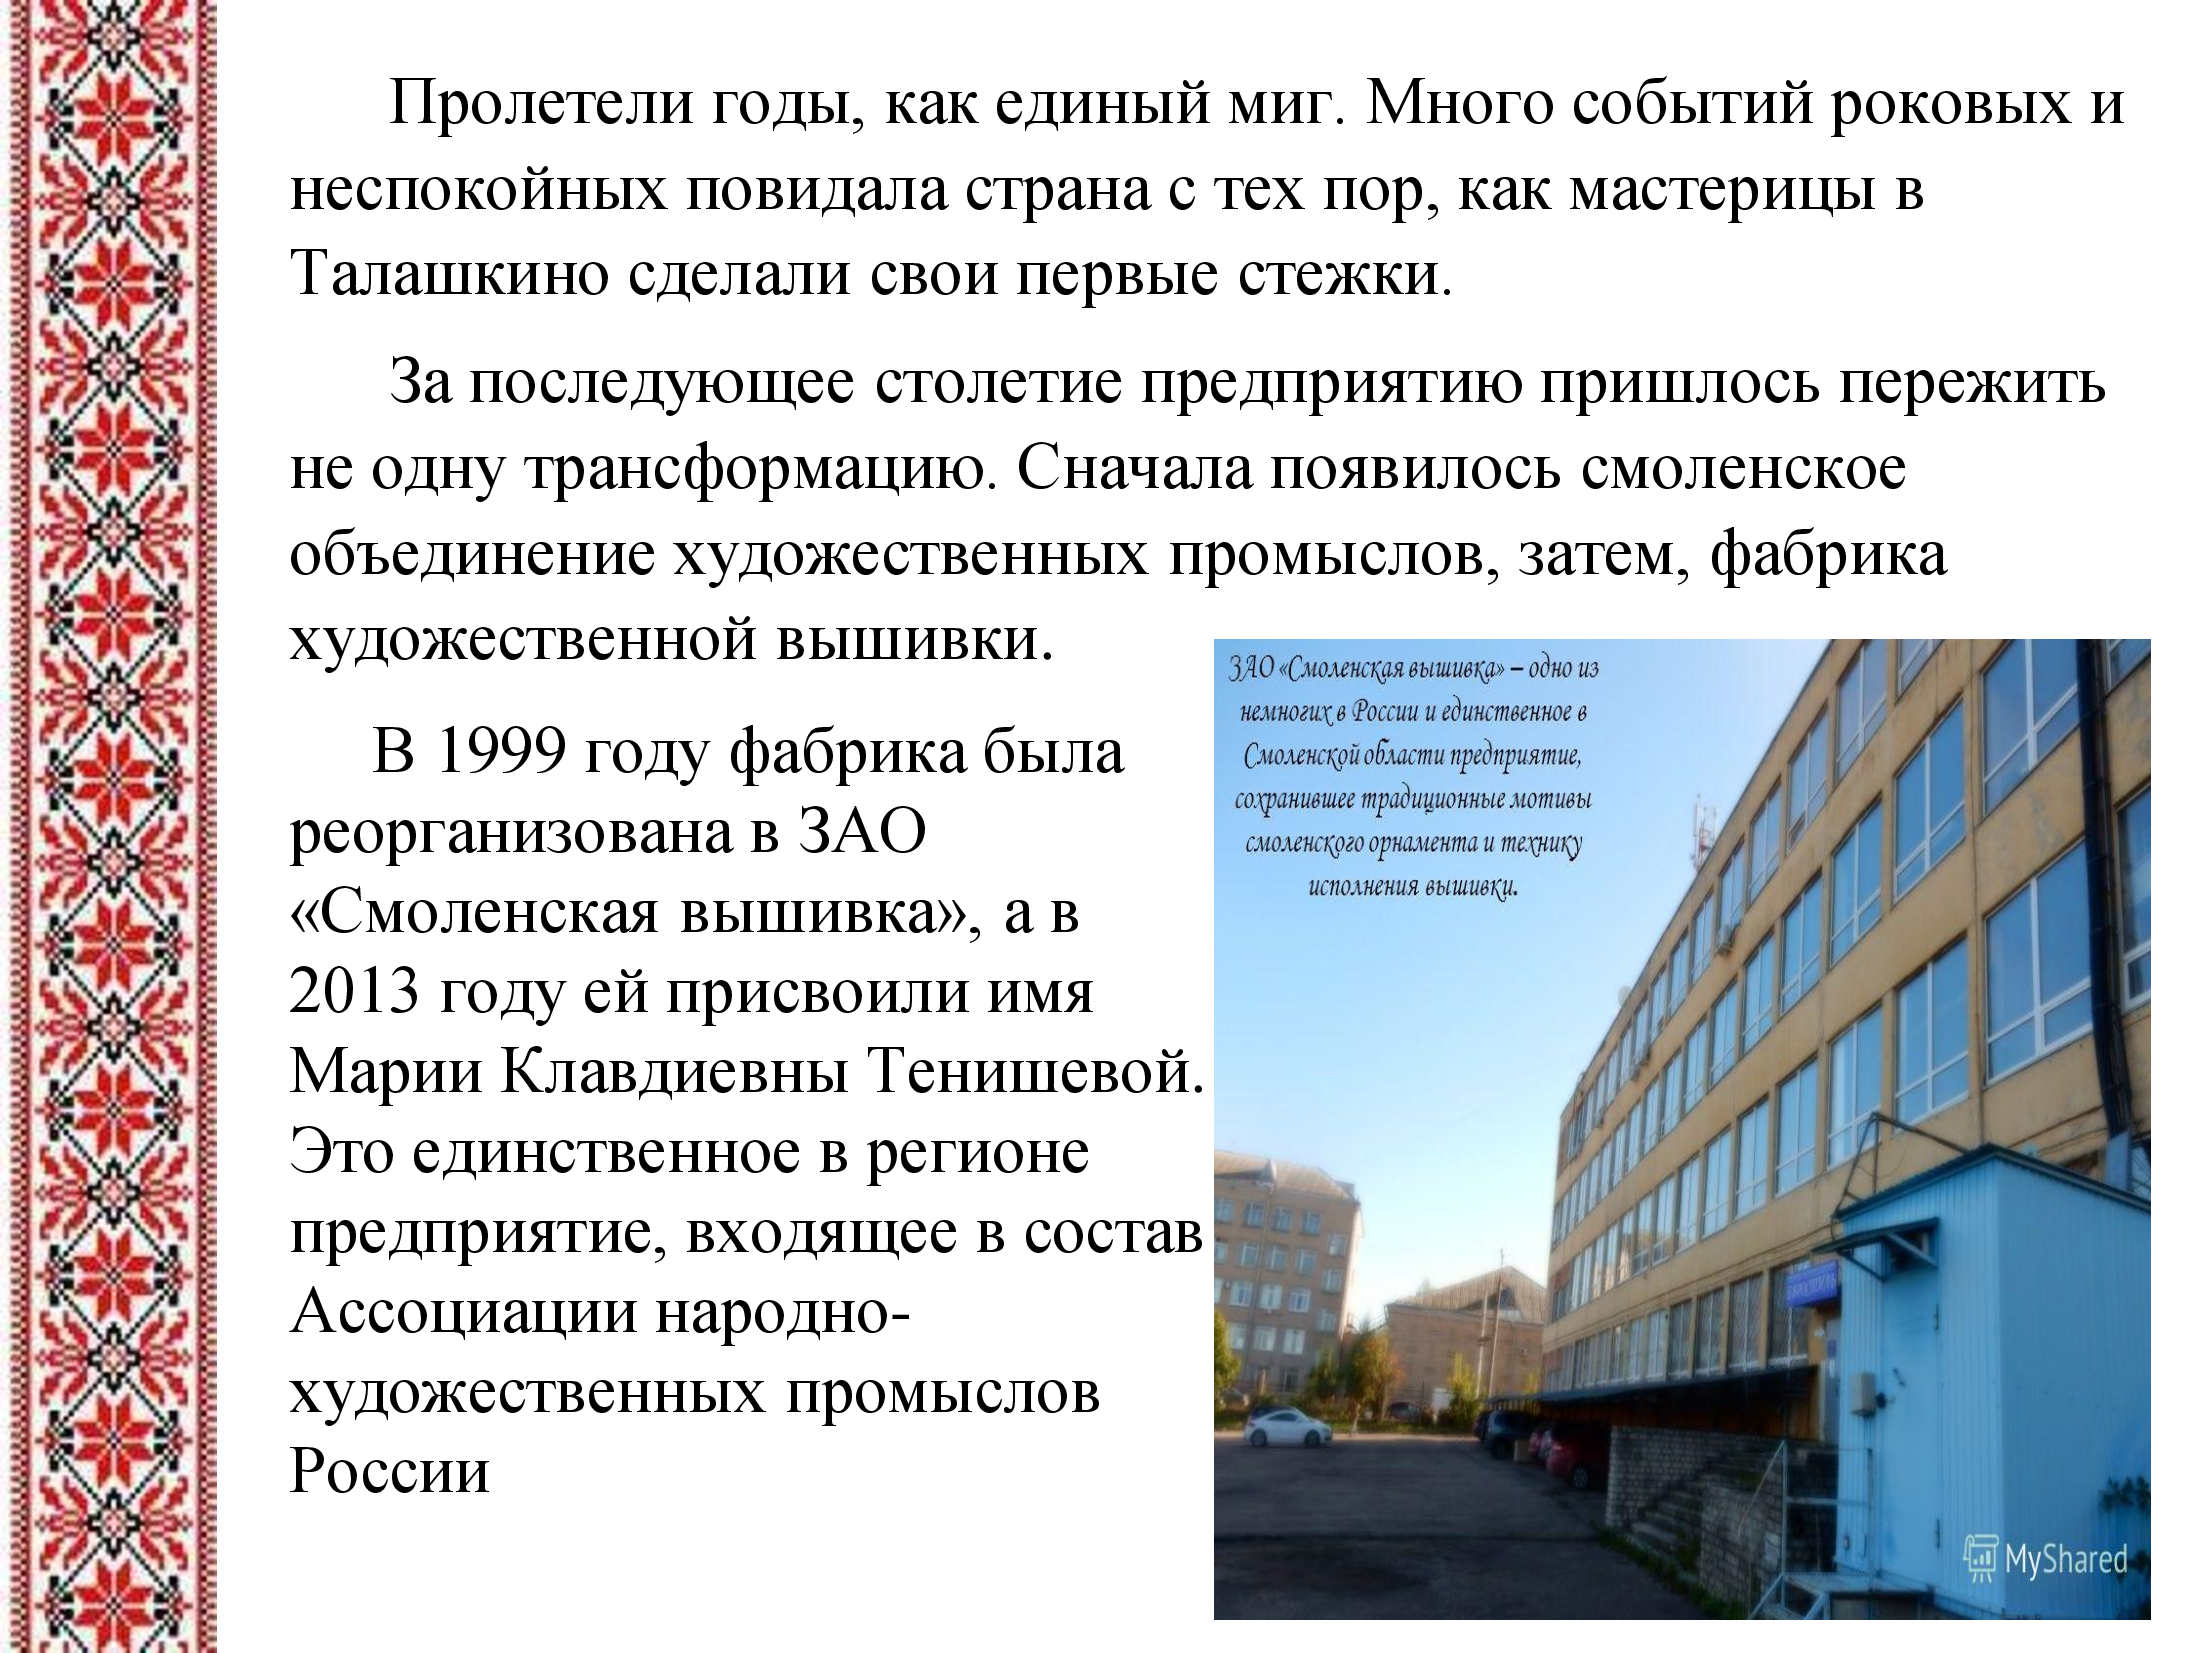 Пролетели годы, как единый миг. Много событий роковых и
неспокойных повидала страна с тех пор, как мастерицы в
Талашкино сделали свои первые стежки.
За последующее столетие предприятию пришлось пережить
не одну трансформацию. Сначала появилось смоленское
объединение художественных промыслов, затем, фабрика
художественной вышивки.
В 1999 году фабрика была
реорганизована в ЗАО
«Смоленская вышивка», а в
2013 году ей присвоили имя
Марии Клавдиевны Тенишевой.
Это единственное в регионе
предприятие, входящее в состав
Ассоциации народно-
художественных промыслов
России
ЗАО «Смоленская вышивка» – одно из
немногих в России и единственное в
Смоленской области предприятие,
сохранившее традиционные мотивы
смоленского орнамента и технику
исполнения вышивки.
MyShared